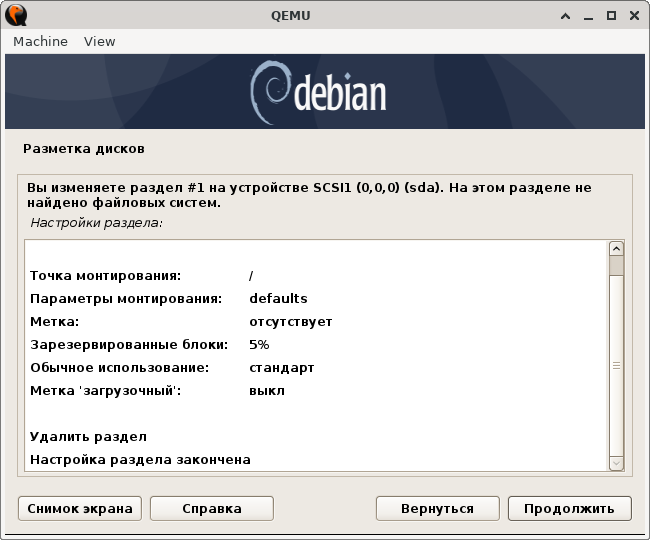 QEMU
Machine View
debian
Разметка дисков
Вы изменяете раздел #1 на устройстве SCSI1 (0,0,0) (sda). На этом разделе не
найдено файловых систем.
Настройки раздела:
Точка монтирования: /
Параметры монтирования: defaults
Метка: отсутствует
Зарезервированные блоки: 5%
Обычное использование: стандарт
Метка 'загрузочный': выкл
Удалить раздел
Настройка раздела закончена
Снимок экрана Справка Вернуться Продолжить